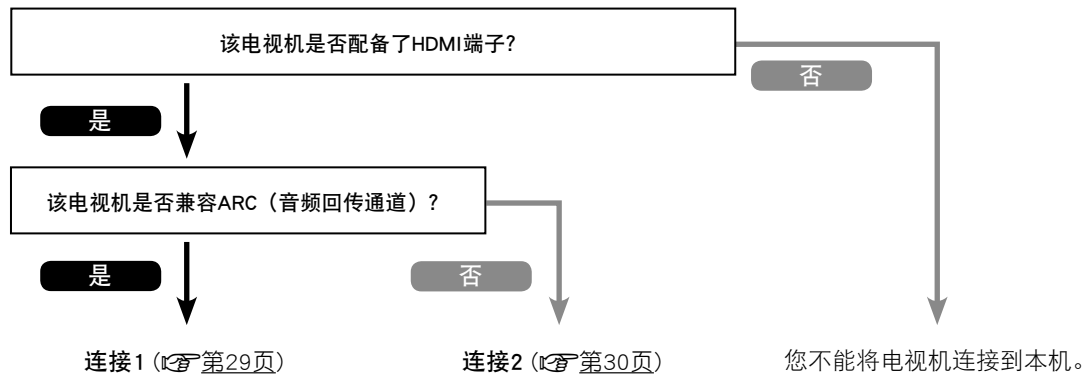 该电视机是否配备了HDMI端子?
否
是
该电视机是否兼容ARC（音频回传通道）?
是
否
连接1 (☞第29页)
连接2 (☞第30页)
您不能将电视机连接到本机。